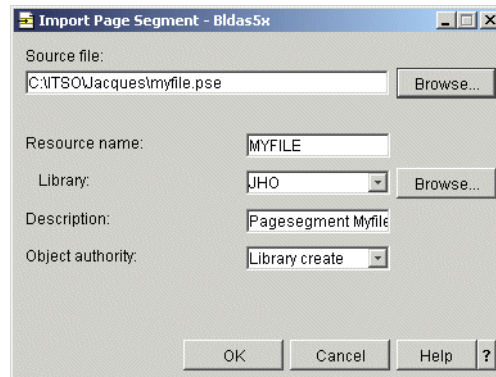 Import Page Segment - Bldas5x
Source file:
C:\ITSO\Jacques\myfile.pse
Browse...
Resource name:
MYFILE
Library:
JHO
Browse...
Description:
Pagesegment Myfile
Object authority:
Library create
OK
Cancel
Help
?